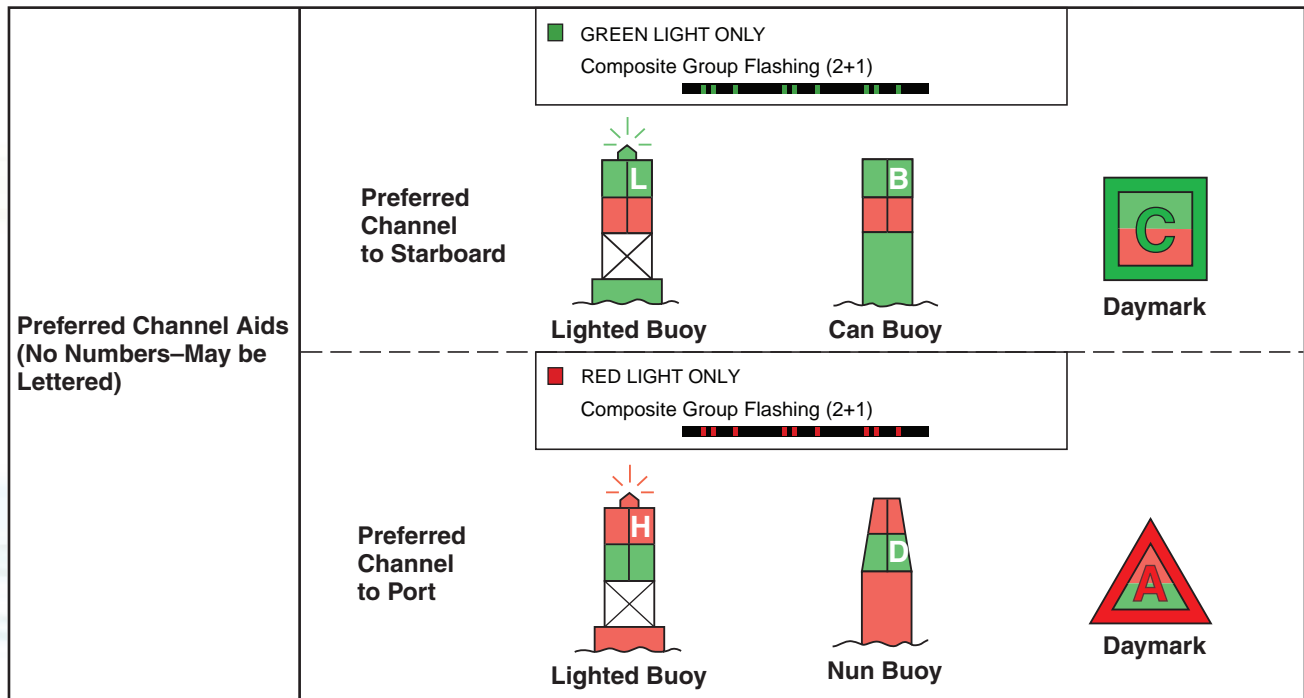 GREEN LIGHT ONLY
Composite Group Flashing (2+1)
Preferred
Channel
to Starboard
L
B
C
Lighted Buoy
Can Buoy
Daymark
Preferred Channel Aids
(No Numbers–May be
Lettered)
RED LIGHT ONLY
Composite Group Flashing (2+1)
Preferred
Channel
to Port
H
D
A
Lighted Buoy
Nun Buoy
Daymark